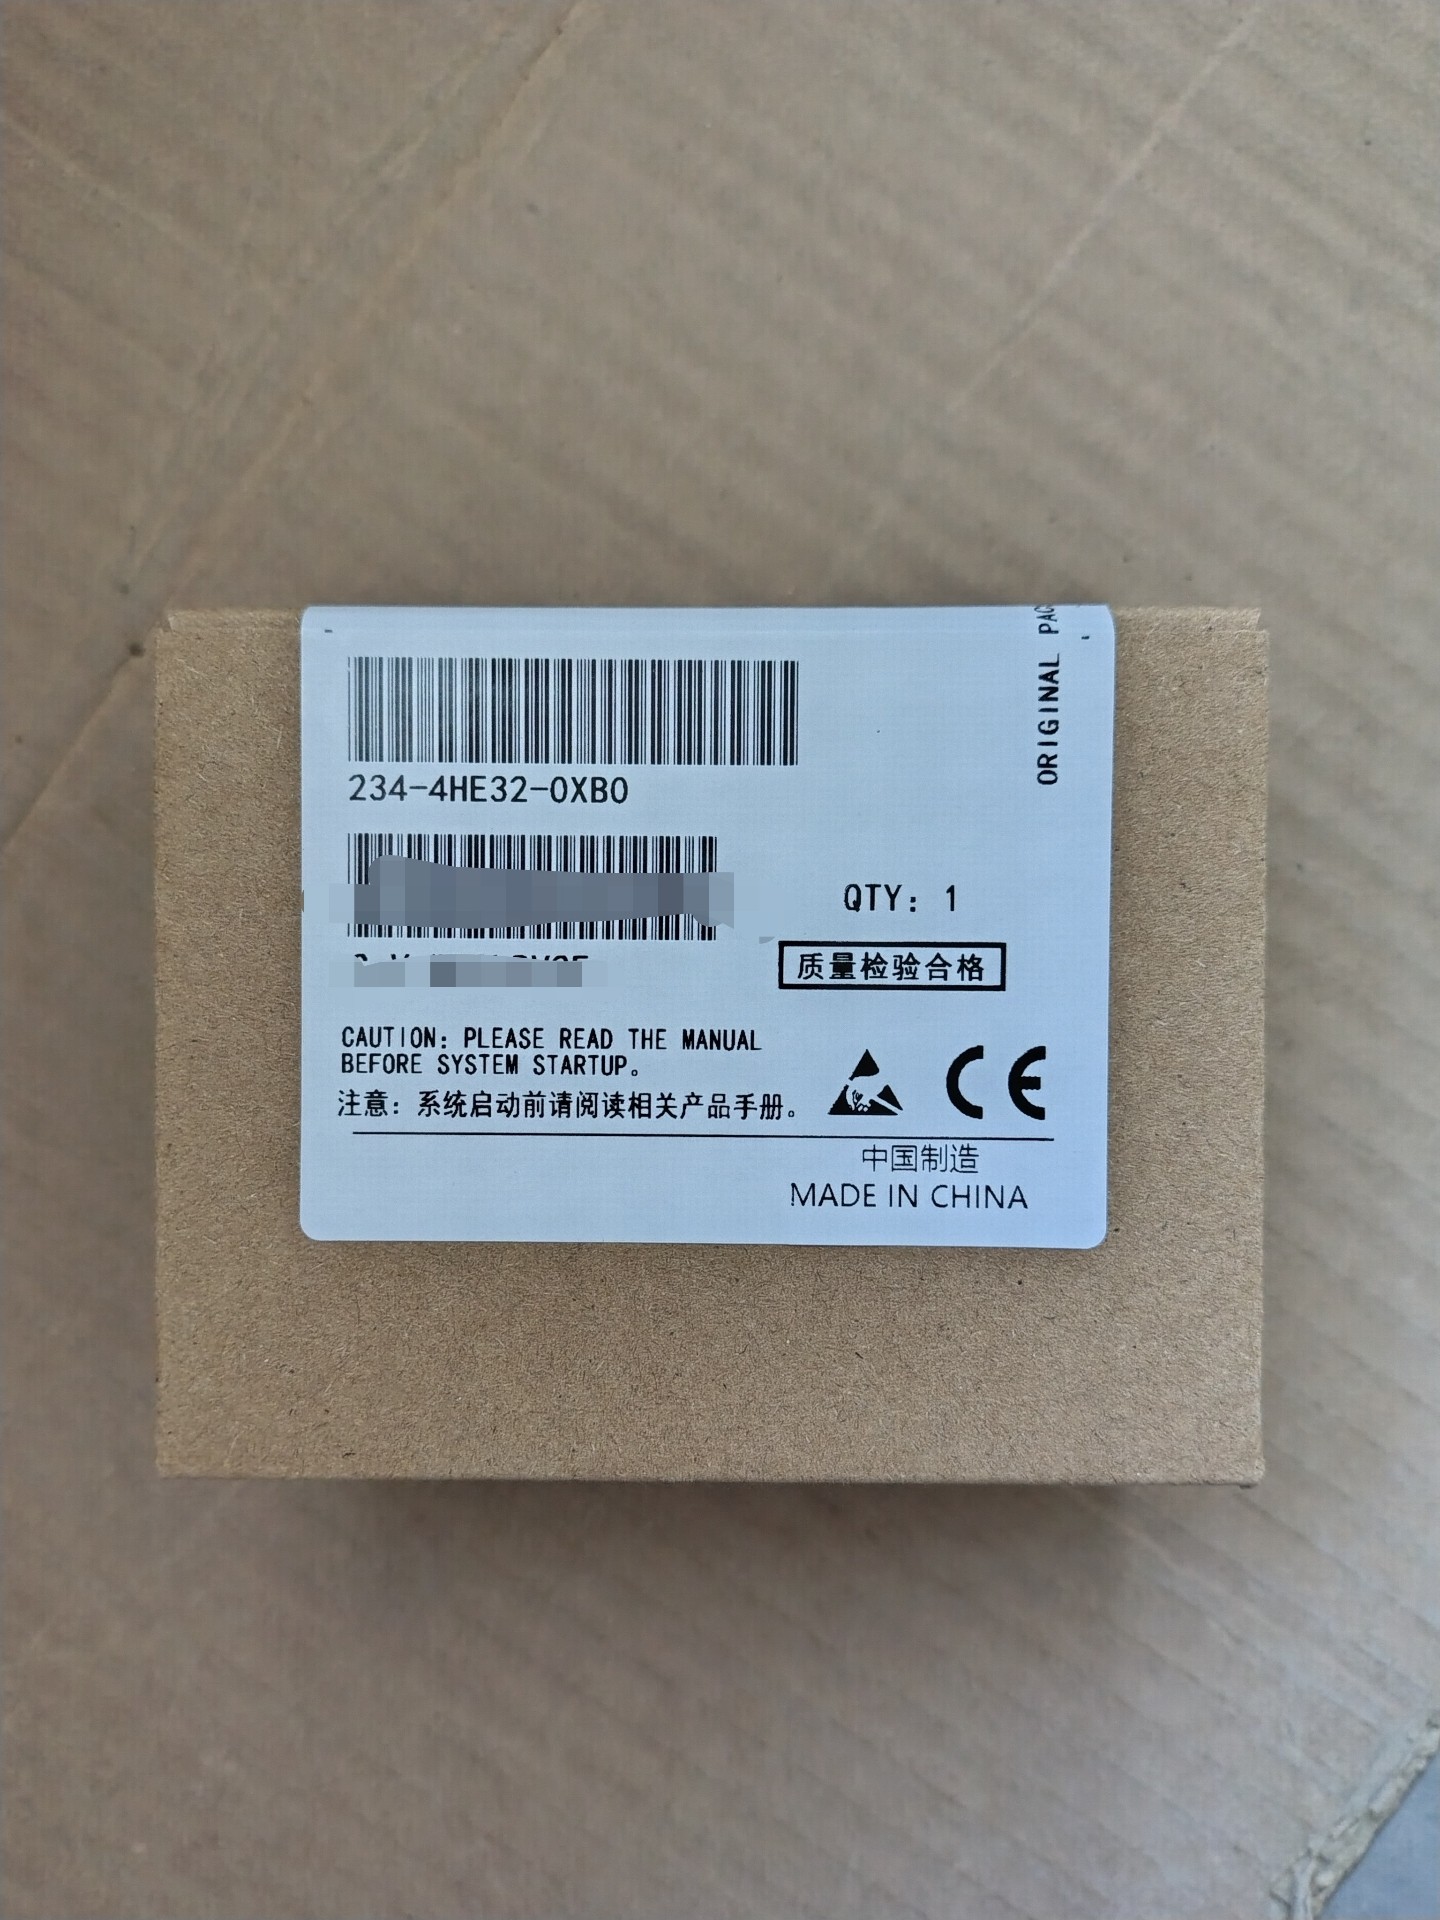 ORIGINAL
234-4HE32-0XB0
QTY: 1
质量检验合格
CAUTION: PLEASE READ THE MANUAL
BEFORE SYSTEM STARTUP。
注意: 系统启动前请阅读相关产品手册。
CE
中国制造
MADE IN CHINA